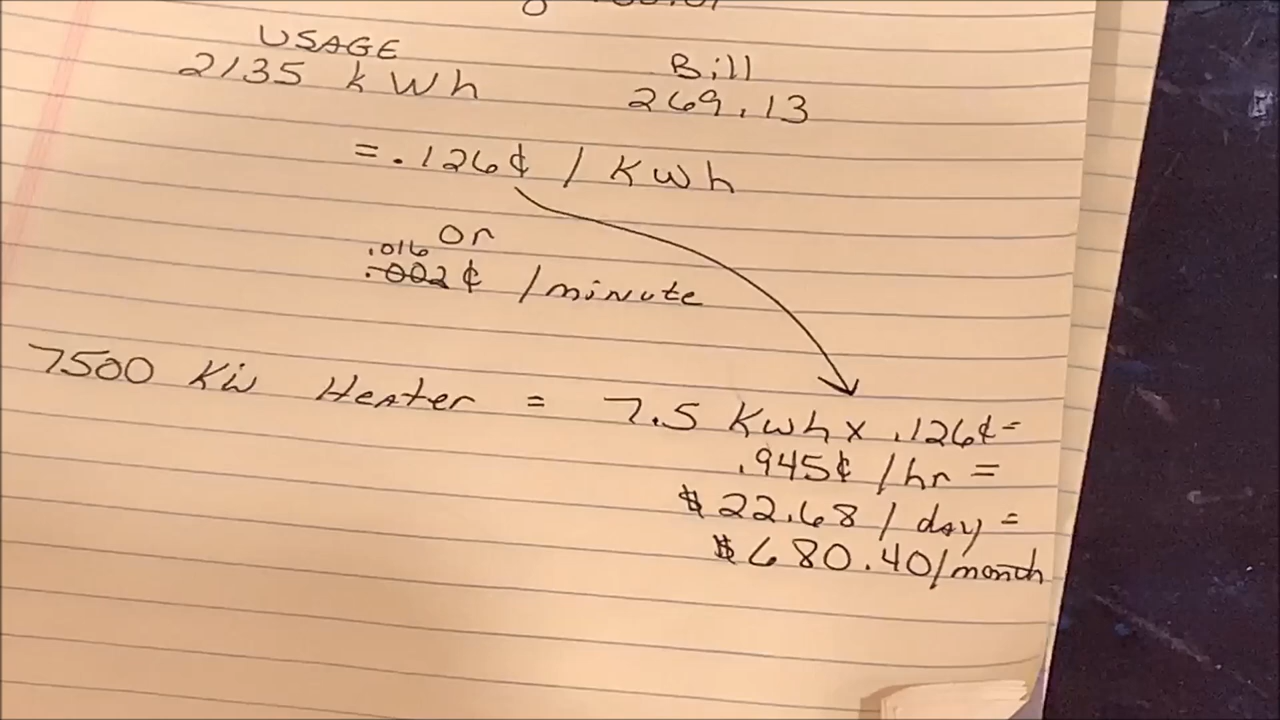 USAGE
2135 kWh
Bill
269.13
= .126¢ / Kwh
or
.016
.002¢ /minute
7500 Kw Heater = 7.5 Kwh x .126¢ =
.945¢ / hr =
$22.68 / day =
$680.40/month